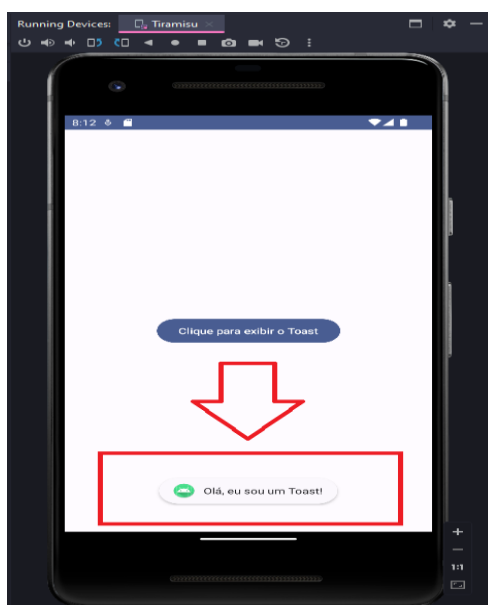 Running Devices: Tiramisu
8:12
Clique para exibir o Toast
Olá, eu sou um Toast!
1:1